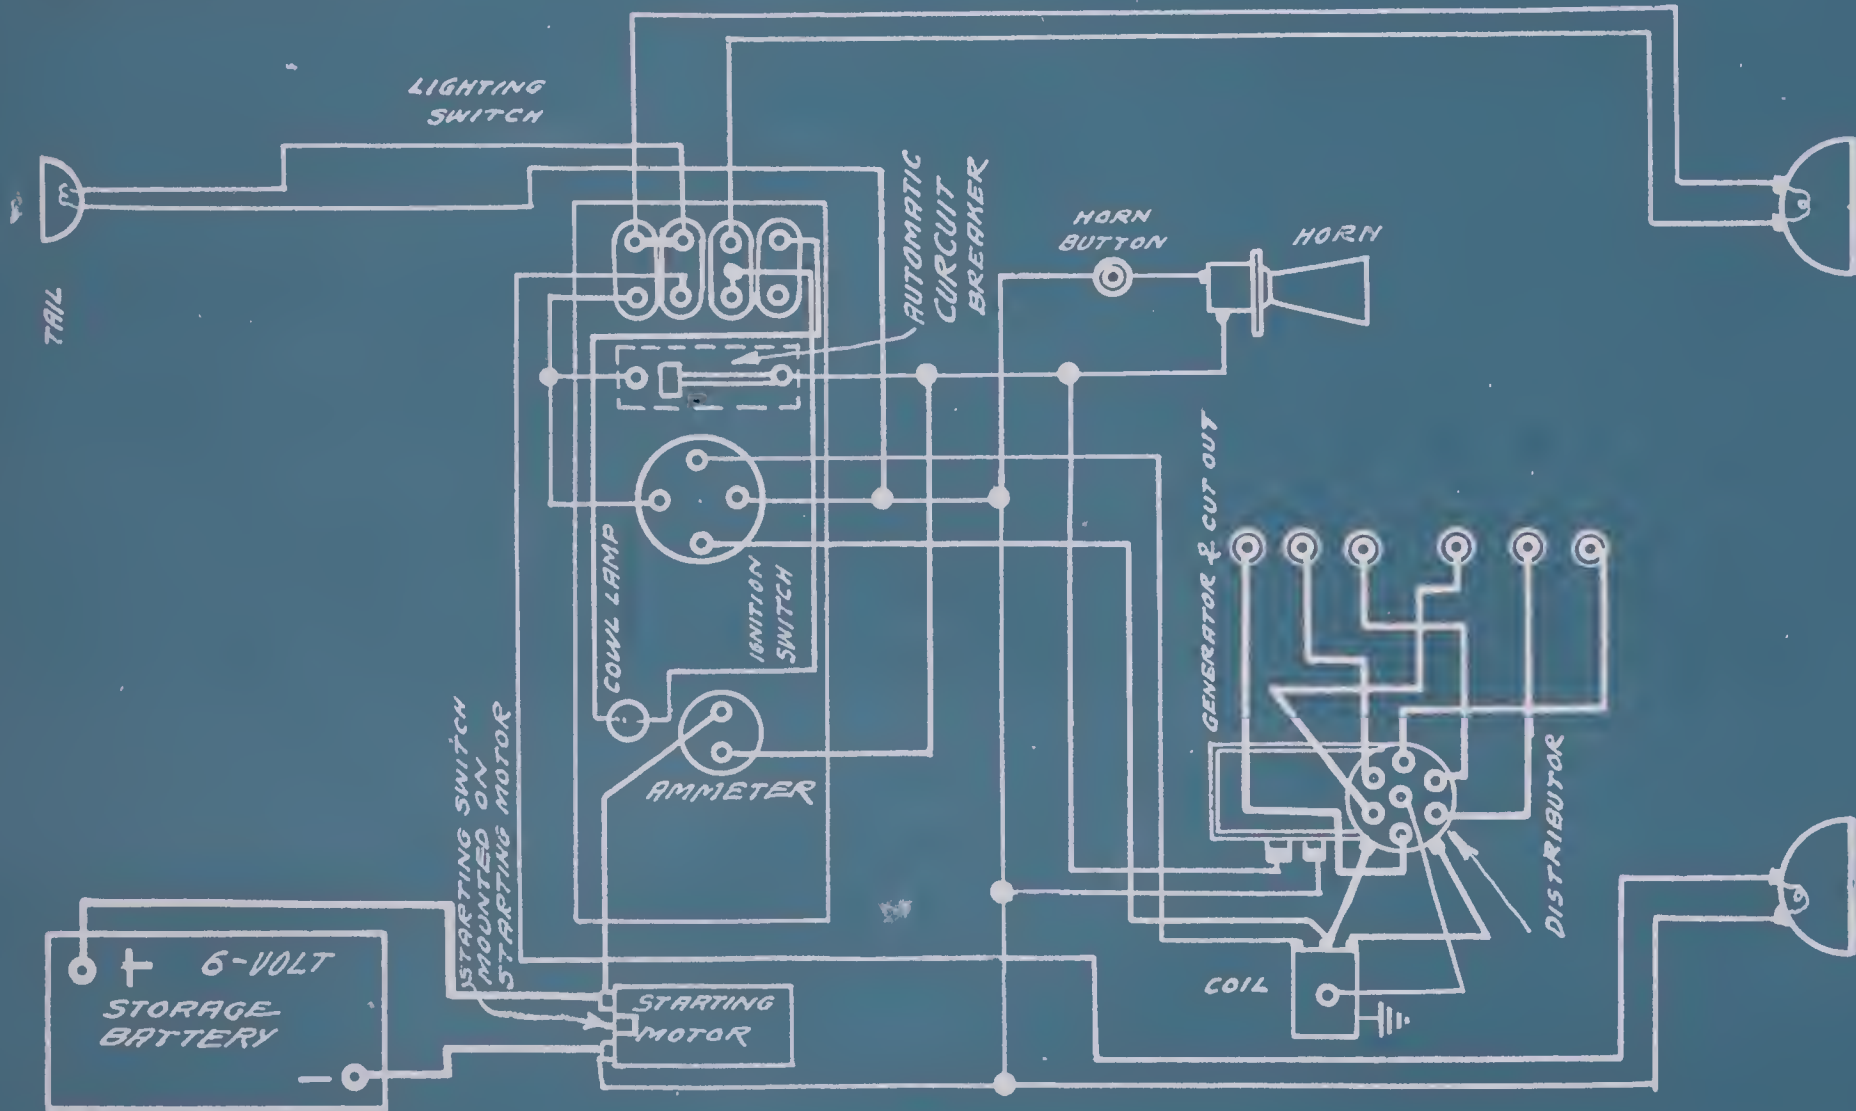 LIGHTING
SWITCH
TAIL
AUTOMATIC
CURCUIT
BREAKER
HORN
BUTTON
HORN
GENERATOR & CUT OUT
COWL LAMP
IGNITION
SWITCH
AMMETER
STARTING SWITCH
MOUNTED ON
STARTING MOTOR
DISTRIBUTOR
COIL
+ 6-VOLT
STORAGE
BATTERY
-
STARTING
MOTOR